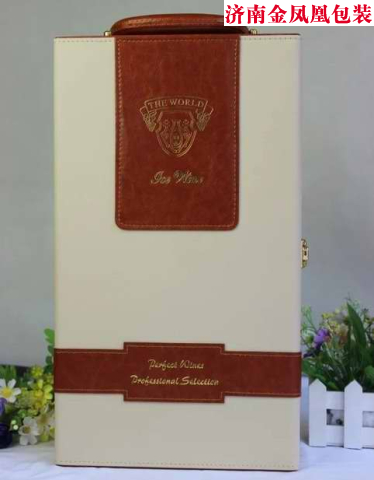 济南金凤凰包装
THE WORLD
Ice Wine
Perfect Wines
Professional Selection